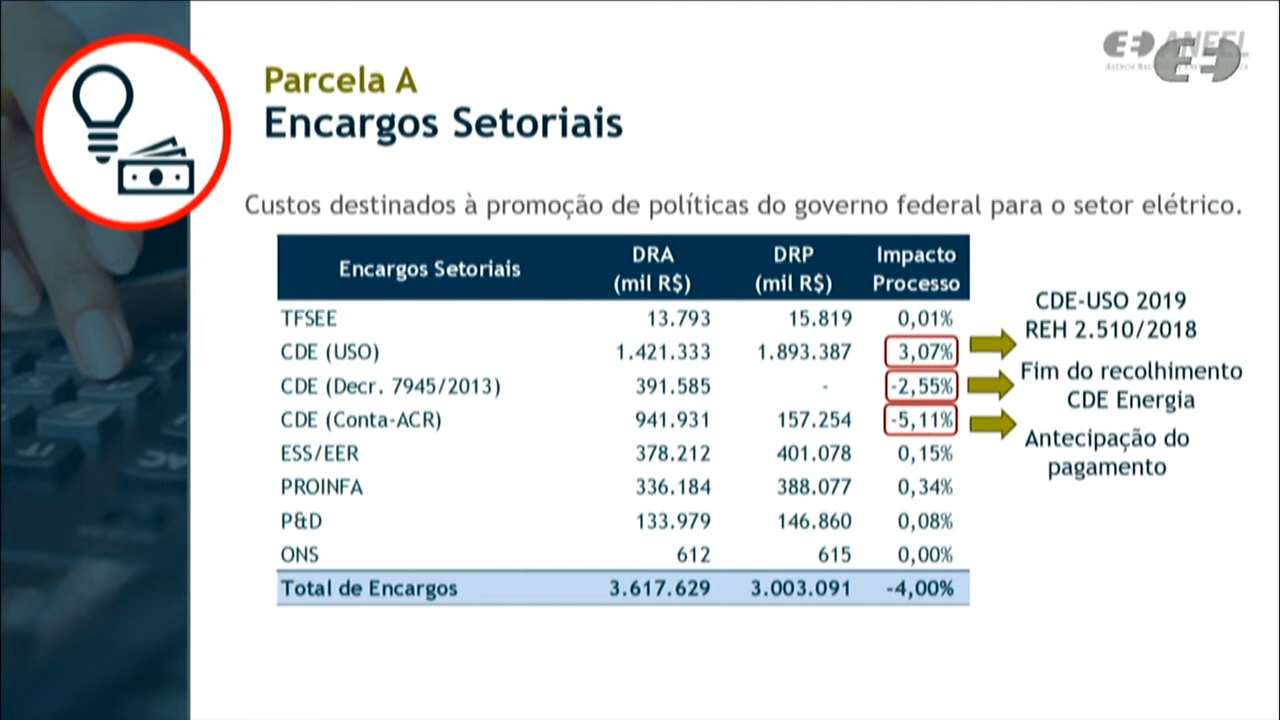 Parcela A
Encargos Setoriais
ANEEL
Custos destinados à promoção de políticas do governo federal para o setor elétrico.
Encargos Setoriais DRA (mil R$) DRP (mil R$) Impacto Processo
TFSEE 13.793 15.819 0,01%
CDE (USO) 1.421.333 1.893.387 3,07%
CDE (Decr. 7945/2013) 391.585 - -2,55%
CDE (Conta-ACR) 941.931 157.254 -5,11%
ESS/EER 378.212 401.078 0,15%
PROINFA 336.184 388.077 0,34%
P&D 133.979 146.860 0,08%
ONS 612 615 0,00%
Total de Encargos 3.617.629 3.003.091 -4,00%
CDE-USO 2019
REH 2.510/2018
Fim do recolhimento
CDE Energia
Antecipação do
pagamento